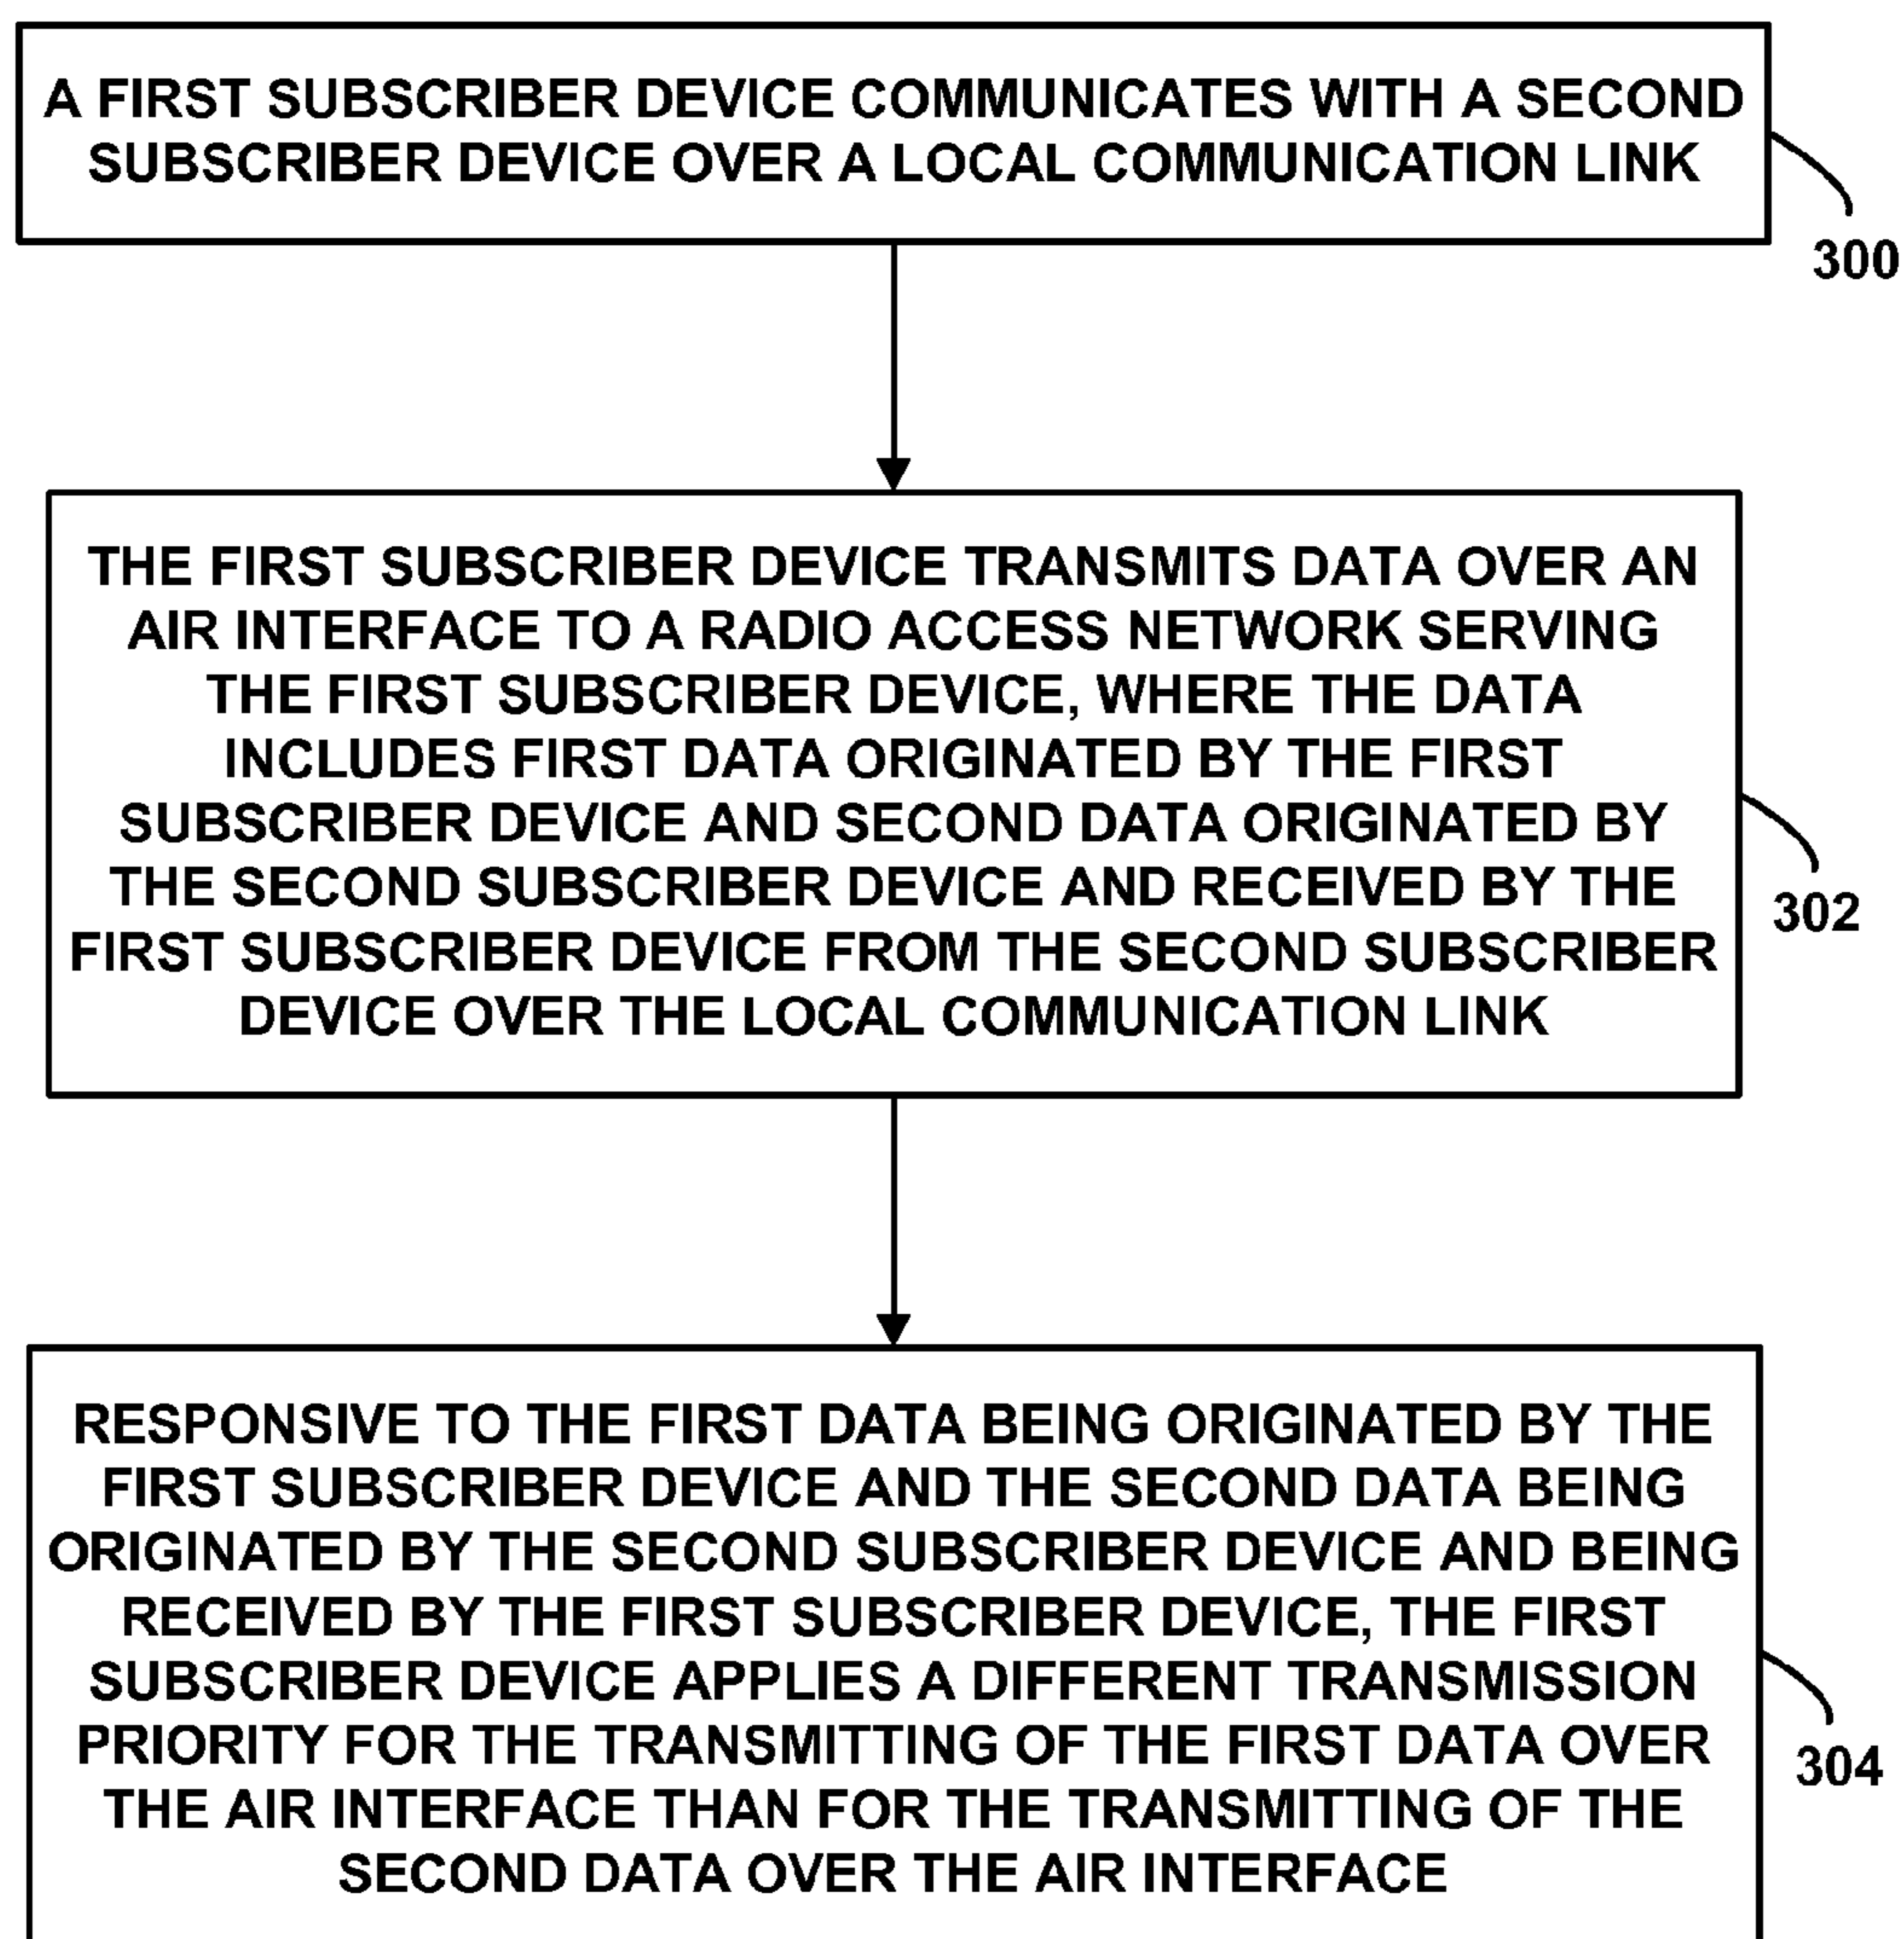 A FIRST SUBSCRIBER DEVICE COMMUNICATES WITH A SECOND
SUBSCRIBER DEVICE OVER A LOCAL COMMUNICATION LINK
300
THE FIRST SUBSCRIBER DEVICE TRANSMITS DATA OVER AN
AIR INTERFACE TO A RADIO ACCESS NETWORK SERVING
THE FIRST SUBSCRIBER DEVICE, WHERE THE DATA
INCLUDES FIRST DATA ORIGINATED BY THE FIRST
SUBSCRIBER DEVICE AND SECOND DATA ORIGINATED BY
THE SECOND SUBSCRIBER DEVICE AND RECEIVED BY THE
FIRST SUBSCRIBER DEVICE FROM THE SECOND SUBSCRIBER
DEVICE OVER THE LOCAL COMMUNICATION LINK
302
RESPONSIVE TO THE FIRST DATA BEING ORIGINATED BY THE
FIRST SUBSCRIBER DEVICE AND THE SECOND DATA BEING
ORIGINATED BY THE SECOND SUBSCRIBER DEVICE AND BEING
RECEIVED BY THE FIRST SUBSCRIBER DEVICE, THE FIRST
SUBSCRIBER DEVICE APPLIES A DIFFERENT TRANSMISSION
PRIORITY FOR THE TRANSMITTING OF THE FIRST DATA OVER
THE AIR INTERFACE THAN FOR THE TRANSMITTING OF THE
SECOND DATA OVER THE AIR INTERFACE
304